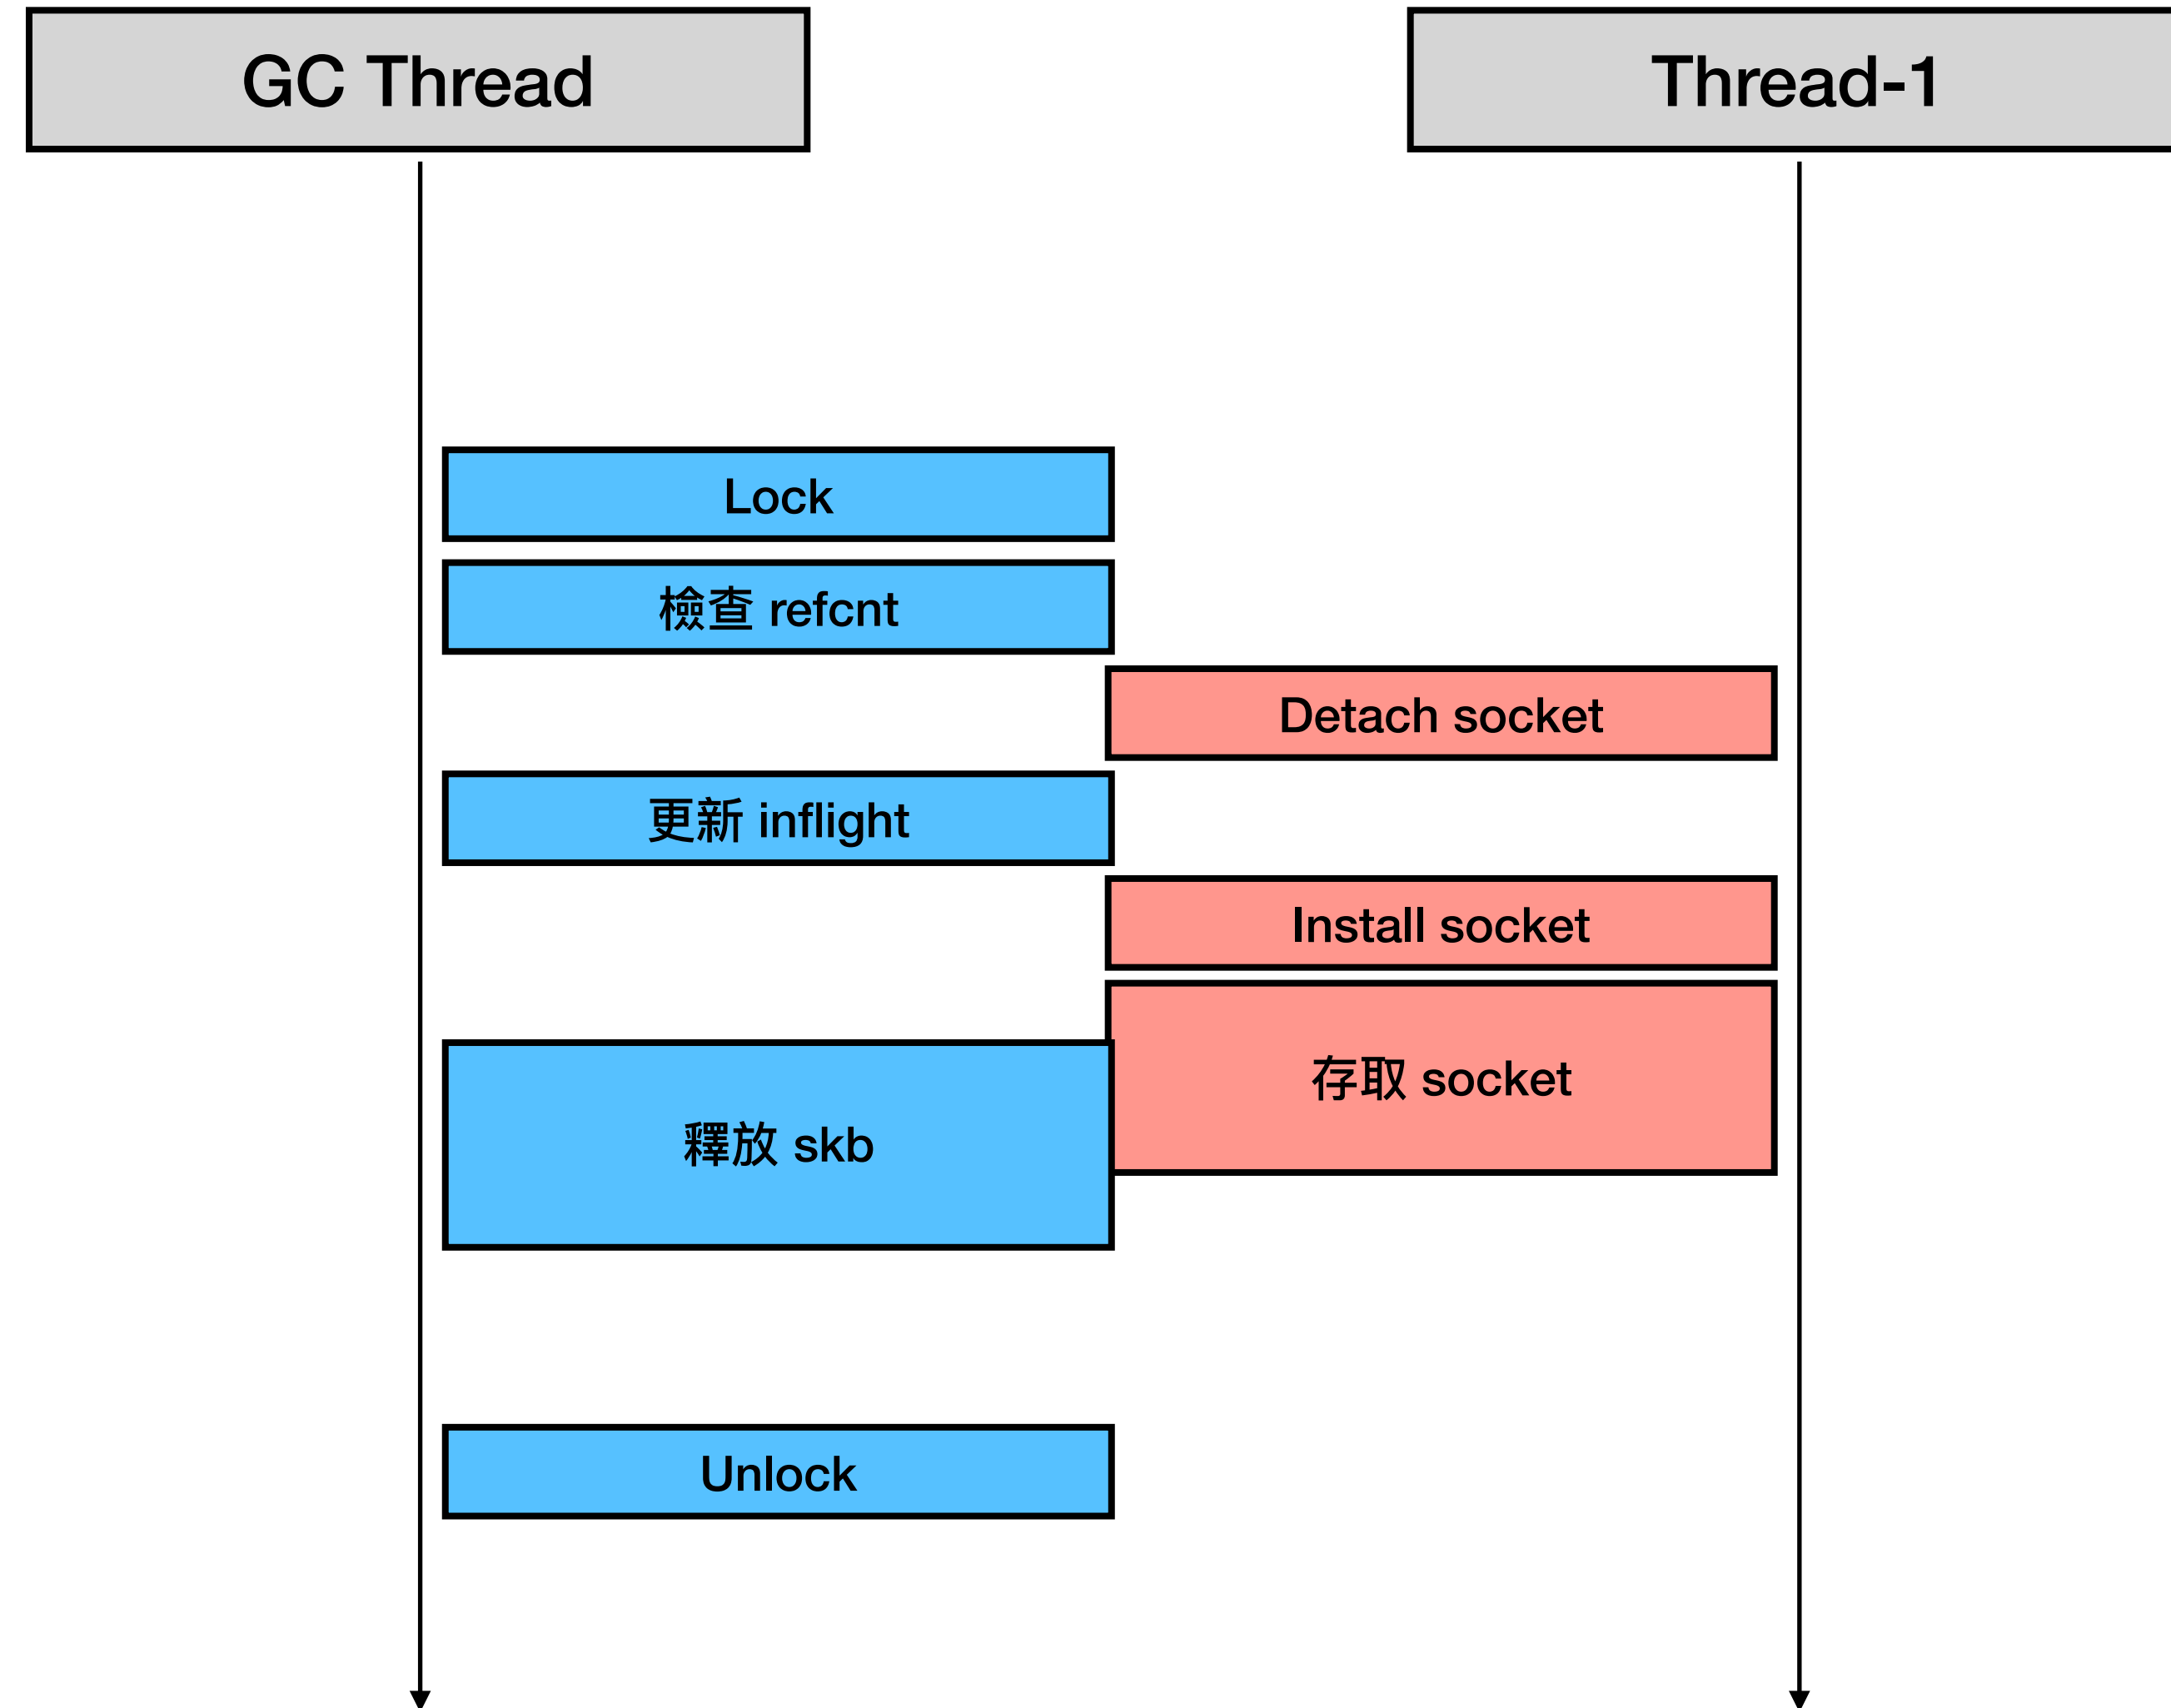 GC Thread
Thread-1
Lock
檢查 refcnt
Detach socket
更新 inflight
Install socket
存取 socket
釋放 skb
Unlock